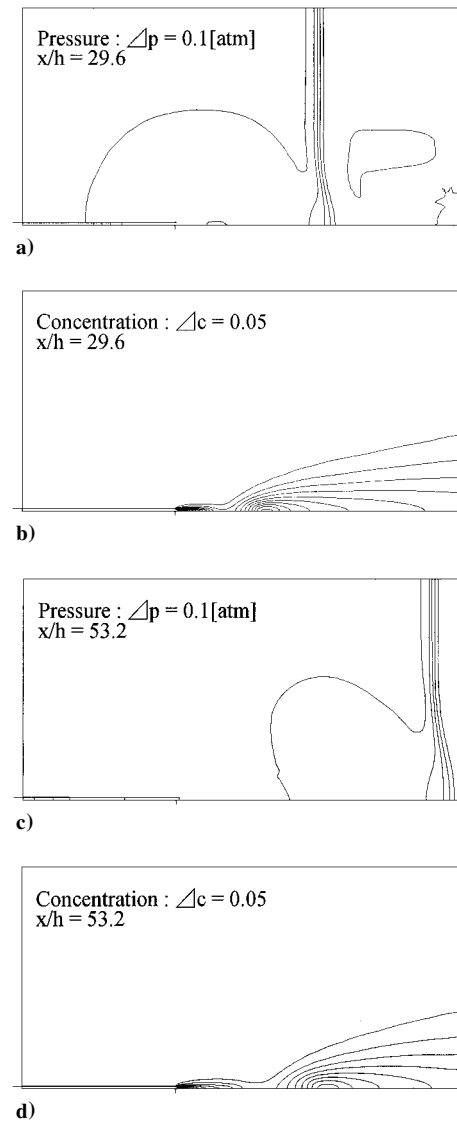 Pressure : ⊿p = 0.1[atm]
x/h = 29.6
a)
Concentration : ⊿c = 0.05
x/h = 29.6
b)
Pressure : ⊿p = 0.1[atm]
x/h = 53.2
c)
Concentration : ⊿c = 0.05
x/h = 53.2
d)